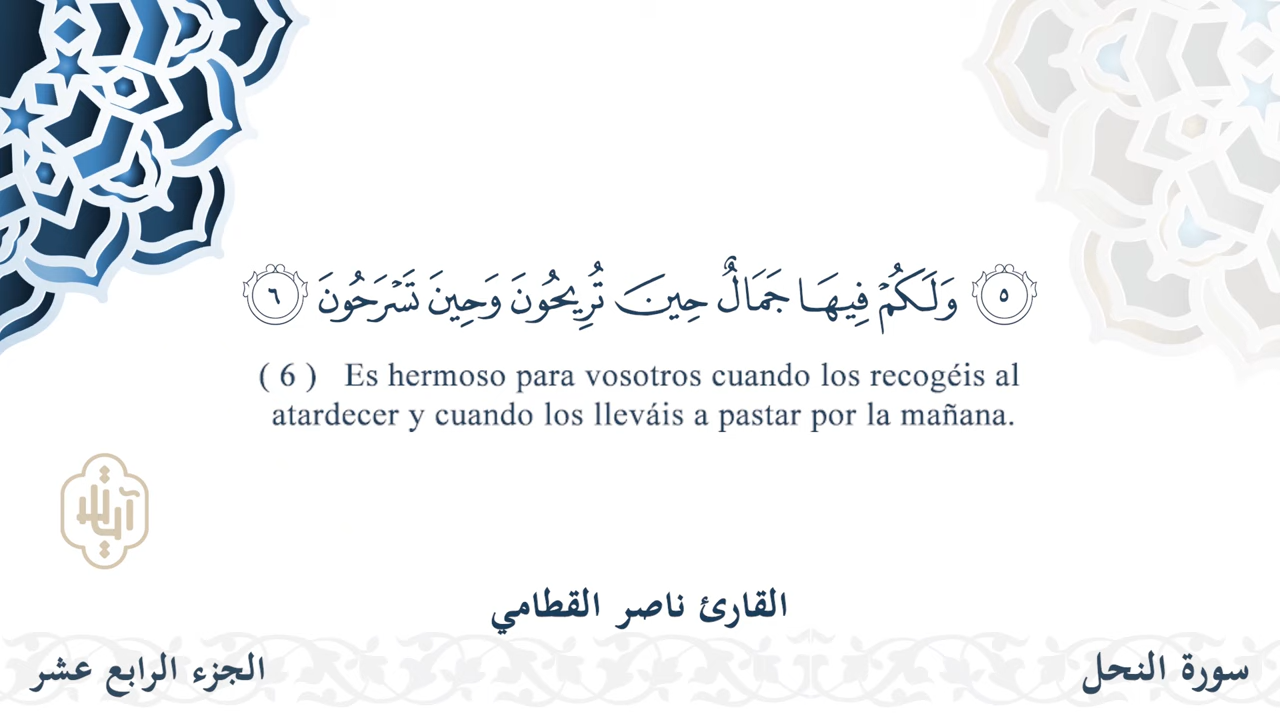 ٥ وَلَكُمْ فِيهَا جَمَالٌ حِينَ تُرِيحُونَ وَحِينَ تَسْرَحُونَ ٦
( 6 ) Es hermoso para vosotros cuando los recogéis al
atardecer y cuando los lleváis a pastar por la mañana.
آيات
القارئ ناصر القطامي
سورة النحل
الجزء الرابع عشر